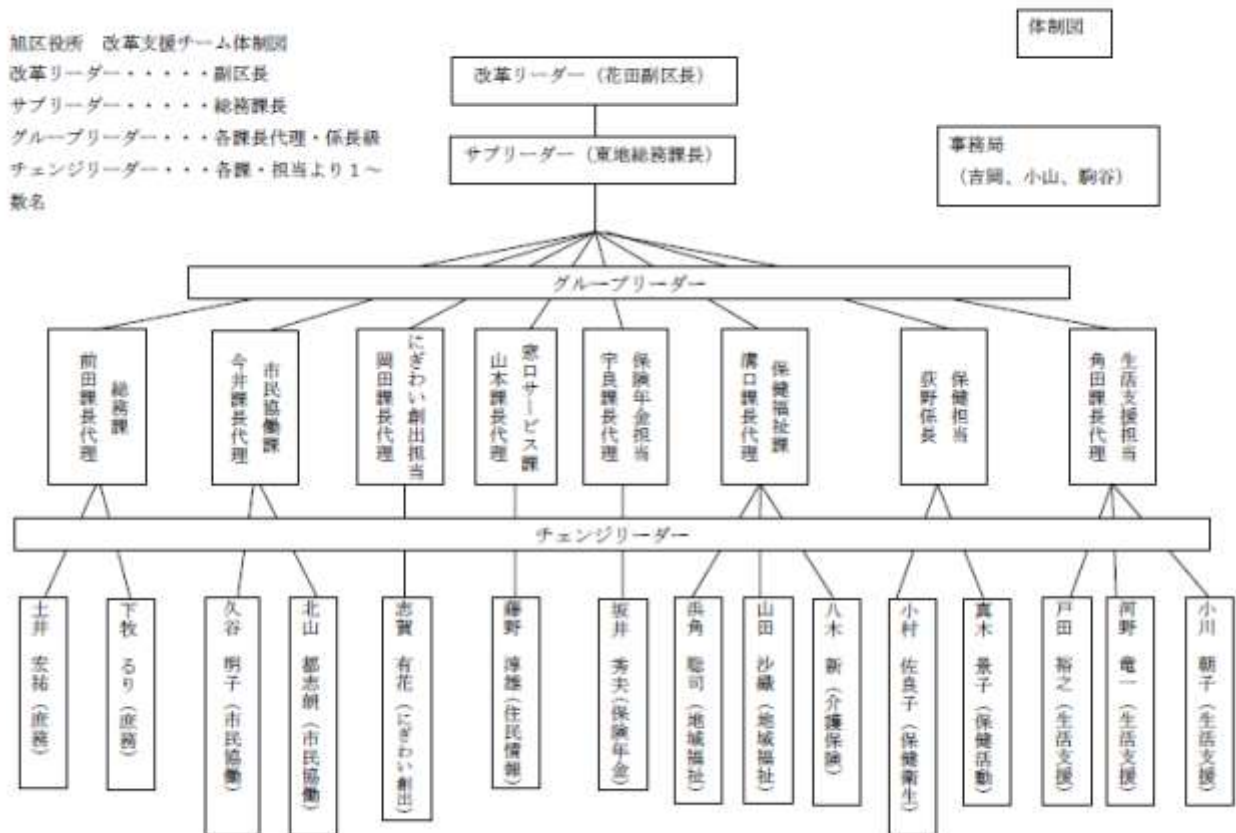 体制図
旭区役所　改革支援チーム体制図
改革リーダー・・・・・副区長
サブリーダー・・・・・総務課長
グループリーダー・・・各課長代理・係長級
チェンジリーダー・・・各課・担当より１～
数名
改革リーダー（花田副区長）
サブリーダー（東地総務課長）
事務局
（吉岡、小山、駒谷）
グループリーダー
総務課
前田課長代理
市民協働課
今井課長代理
にぎわい創出担当
岡田課長代理
窓口サービス課
山本課長代理
保険年金担当
宇良課長代理
保健福祉課
溝口課長代理
保健担当
荻野係長
生活支援担当
角田課長代理
チェンジリーダー
土井　宏祐（庶務）
下牧　るり（庶務）
久谷　明子（市民協働）
北山　都志朗（市民協働）
志賀　有花（にぎわい創出）
藤野　淳雄（住民情報）
坂井　秀夫（保険年金）
浜角　聡司（地域福祉）
山田　沙織（地域福祉）
八木　新（介護保険）
小村　佐良子（保健衛生）
真木　景子（保健活動）
戸田　裕之（生活支援）
河野　竜一（生活支援）
小川　朝子（生活支援）